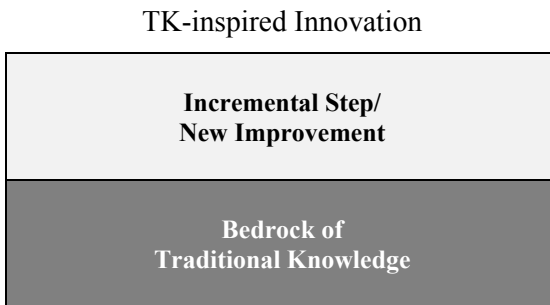 TK-inspired Innovation
Incremental Step/
New Improvement
Bedrock of
Traditional Knowledge